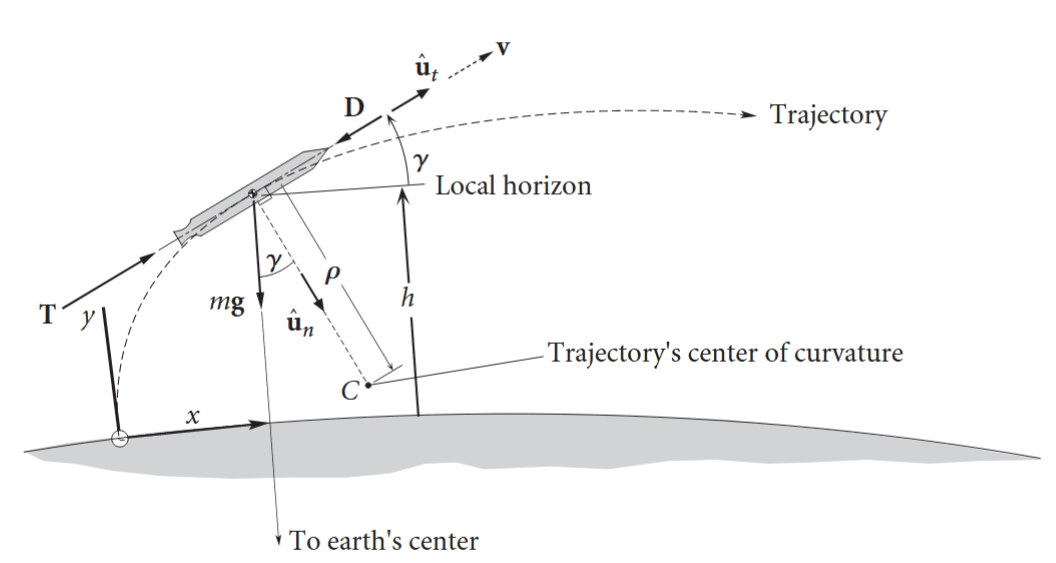 v
û_t
D
Trajectory
γ
Local horizon
T
y
γ
ρ
h
mg
û_n
Trajectory's center of curvature
C
x
To earth's center